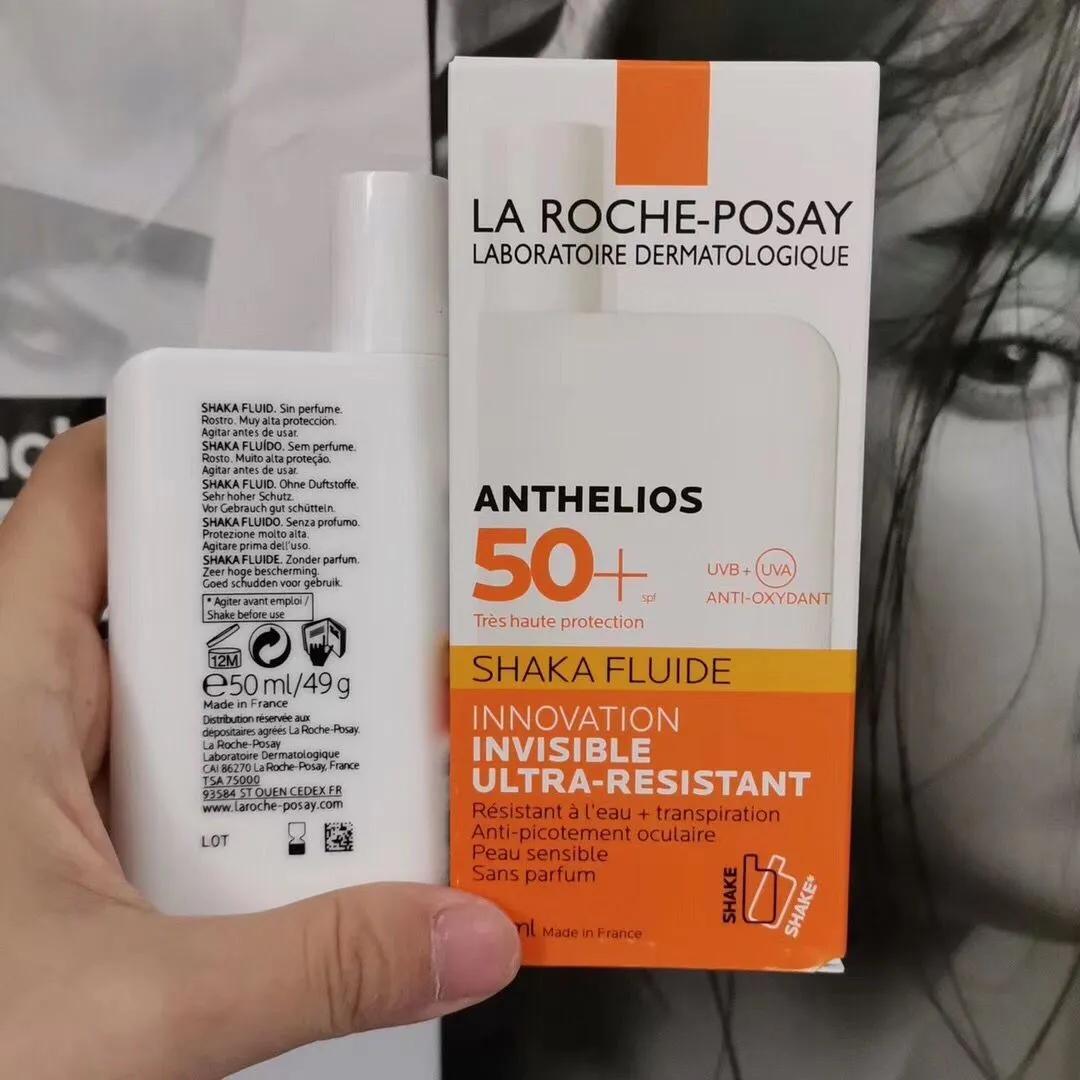 SHAKA FLUID. Sin perfume.
Rostro. Muy alta protección.
Agitar antes de usar.
SHAKA FLUÍDO. Sem perfume.
Rosto. Muito alta proteção.
Agitar antes de usar.
SHAKA FLUID. Ohne Duftstoffe.
Sehr hoher Schutz.
Vor Gebrauch gut schütteln.
SHAKA FLUIDO. Senza profumo.
Protezione molto alta.
Agitare prima dell'uso.
SHAKA FLUIDE. Zonder parfum.
Zeer hoge bescherming.
Goed schudden voor gebruik.
* Agiter avant emploi /
Shake before use
12M
e50 ml/49 g
Made in France
Distribution réservée aux
dépositaires agréés La Roche-Posay.
La Roche-Posay
Laboratoire Dermatologique
CAI 86270 La Roche-Posay, France
TSA 75000
93584 ST OUEN CEDEX FR
www.laroche-posay.com
LOT
LA ROCHE-POSAY
LABORATOIRE DERMATOLOGIQUE
ANTHELIOS
50+ spf
UVB + UVA
ANTI-OXYDANT
Très haute protection
SHAKA FLUIDE
INNOVATION
INVISIBLE
ULTRA-RESISTANT
Résistant à l'eau + transpiration
Anti-picotement oculaire
Peau sensible
Sans parfum
SHAKE
SHAKE*
ml Made in France